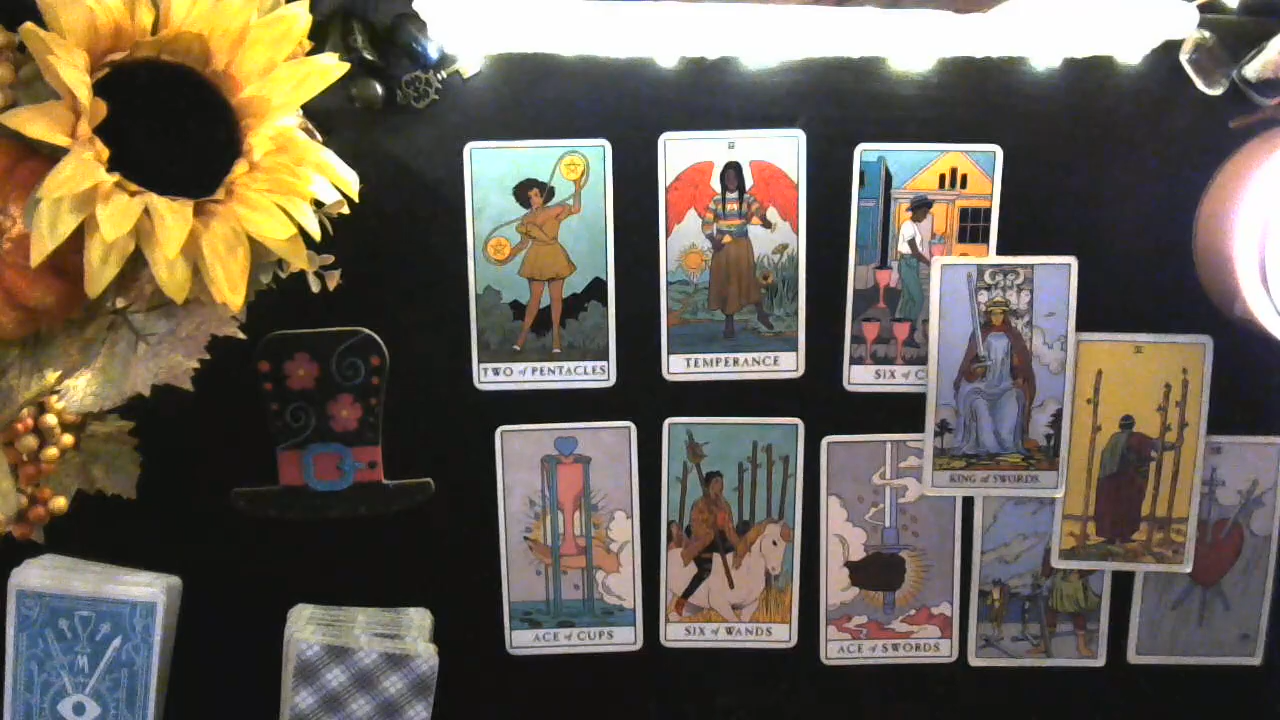 TWO of PENTACLES
TEMPERANCE
SIX of C
KING of SWORDS
ACE of CUPS
SIX of WANDS
ACE of SWORDS
M